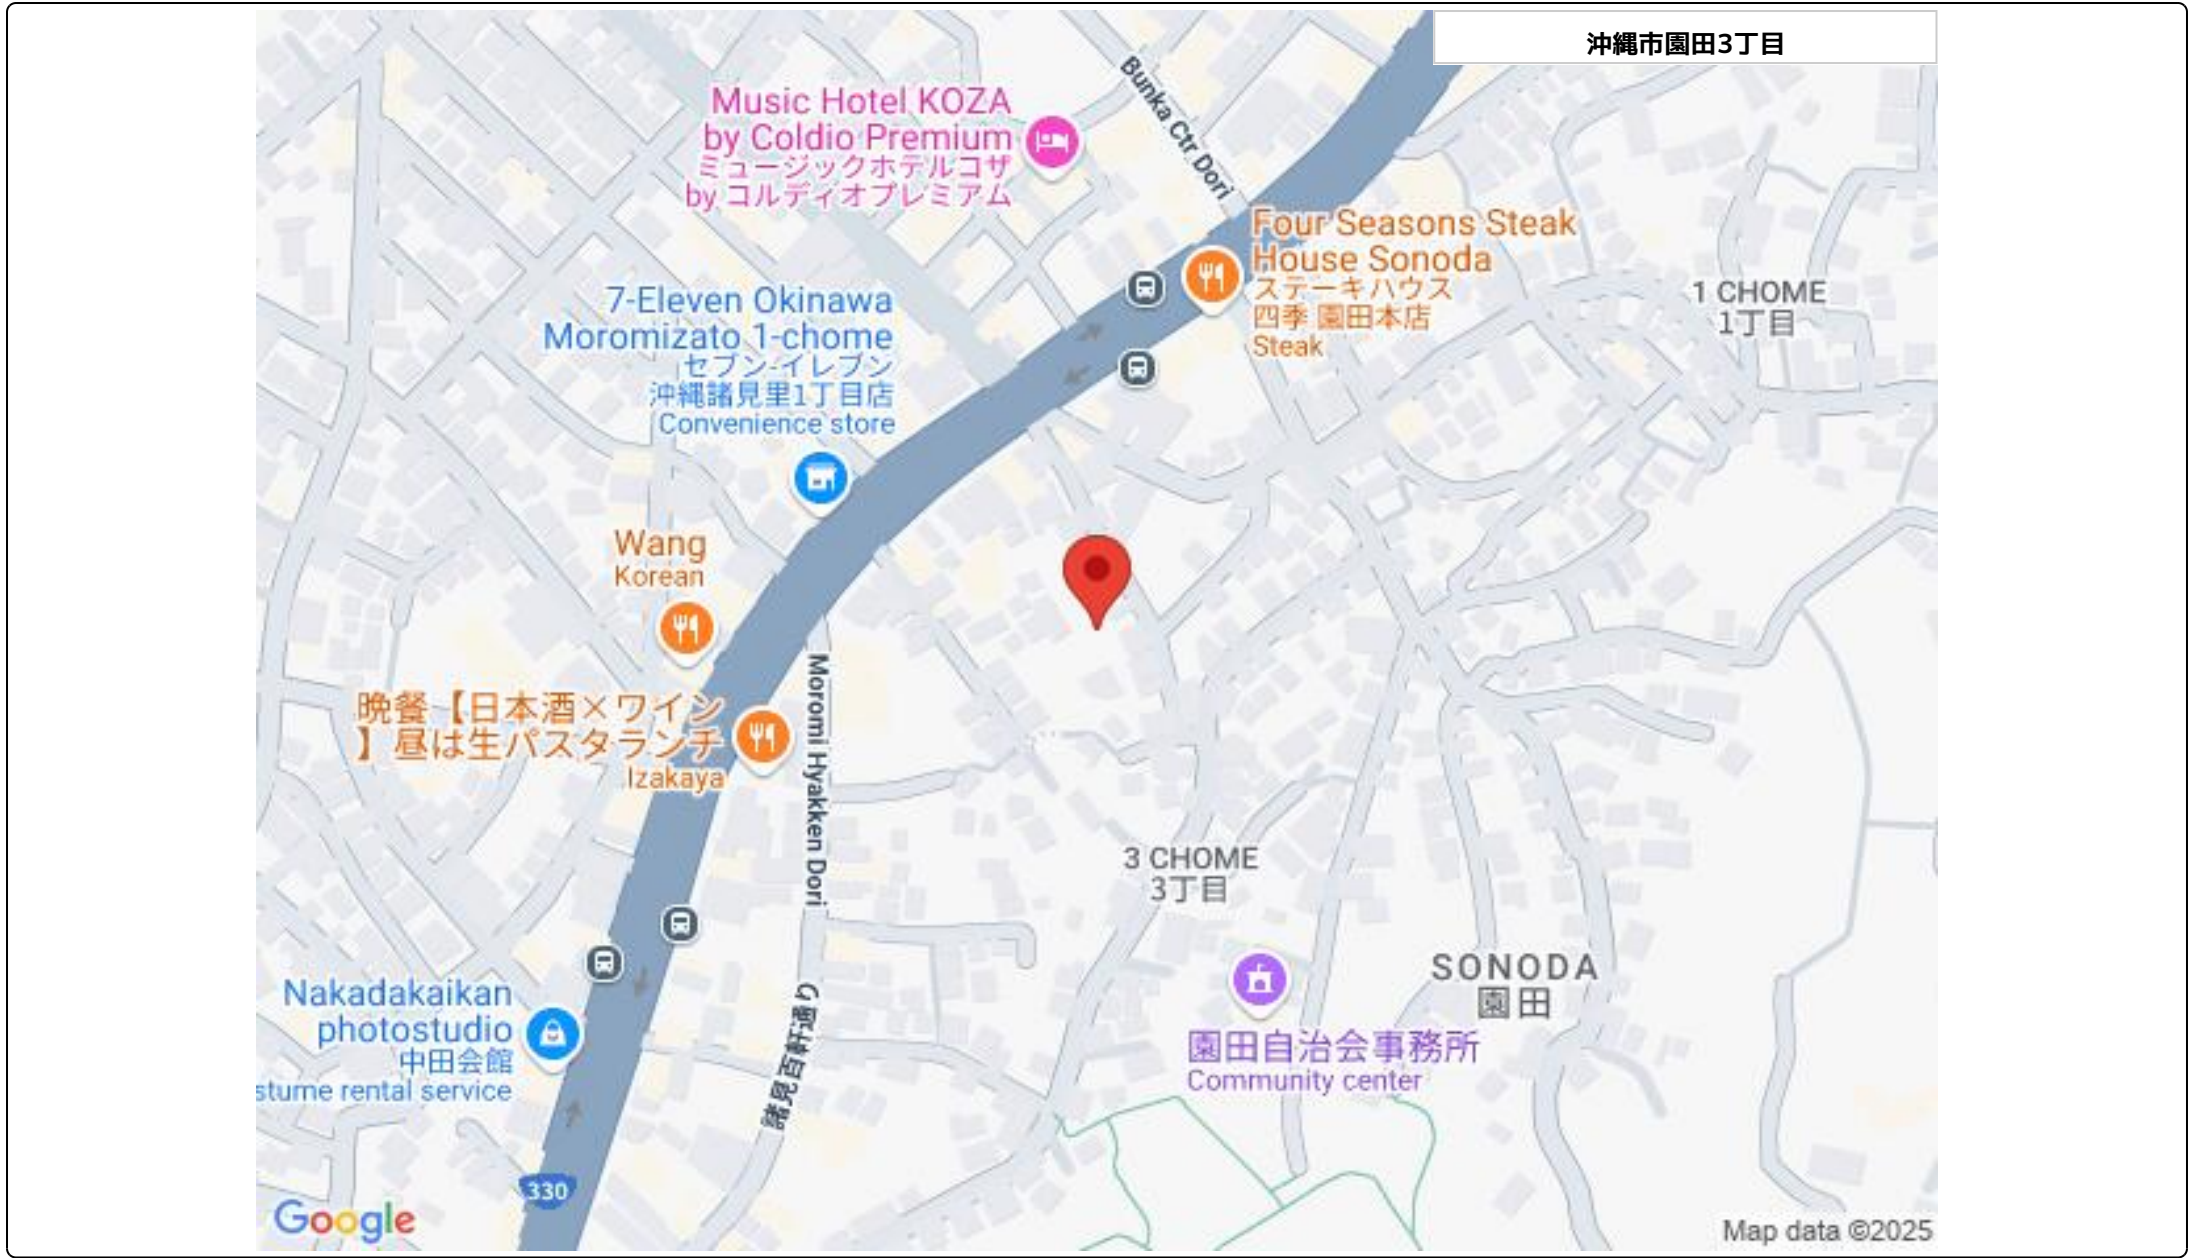 沖縄市園田3丁目
Bunka Ctr Dori
Music Hotel KOZA
by Coldio Premium
ミュージックホテルコザ
by コルディオプレミアム
Four Seasons Steak
House Sonoda
ステーキハウス
四季 園田本店
Steak
1 CHOME
1丁目
7-Eleven Okinawa
Moromizato 1-chome
セブン-イレブン
沖縄諸見里1丁目店
Convenience store
Wang
Korean
晩餐【日本酒×ワイン
】昼は生パスタランチ
Izakaya
Moromi Hyakken Dori
3 CHOME
3丁目
SONODA
園田
Nakadakaikan
photostudio
中田会館
stume rental service
諸見百軒通り
園田自治会事務所
Community center
330
Google
Map data ©2025